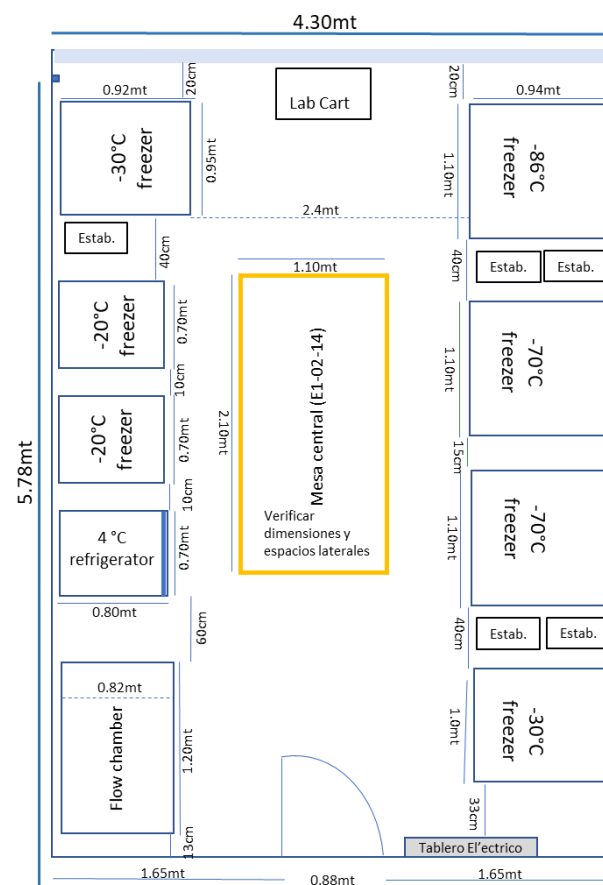 4.30mt
20cm
20cm
0.92mt
Lab Cart
0.94mt
-30°C
freezer
0.95mt
1.10mt
-86°C
freezer
2.4mt
Estab.
40cm
40cm
Estab.
Estab.
1.10mt
-20°C
freezer
0.70mt
1.10mt
-70°C
freezer
10cm
2.10mt
Mesa central (E1-02-14)
-20°C
freezer
0.70mt
15cm
5.78mt
10cm
1.10mt
-70°C
freezer
Verificar
dimensiones y
espacios laterales
4 °C
refrigerator
0.70mt
0.80mt
60cm
40cm
Estab.
Estab.
0.82mt
Flow chamber
1.20mt
1.0mt
-30°C
freezer
33cm
13cm
Tablero El’ectrico
1.65mt
0.88mt
1.65mt